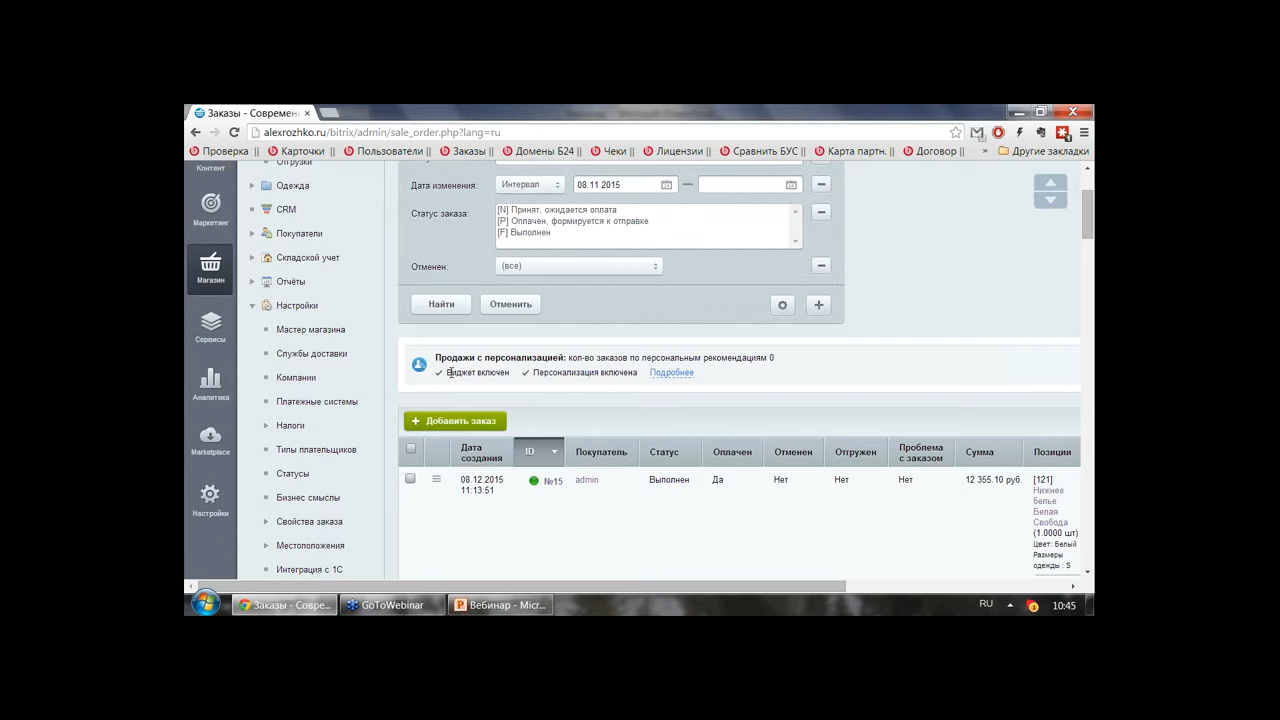 Заказы - Современ
alexrozhko.ru/bitrix/admin/sale_order.php?lang=ru
Проверка || Карточки || Пользователи || Заказы || Домены Б24 || Чеки || Лицензии || Сравнить БУС || Карта партн. || Договор || » Другие закладки
Контент
Маркетинг
Магазин
Сервисы
Аналитика
Marketplace
Настройки
Отгрузки
Одежда
CRM
Покупатели
Складской учет
Отчёты
Настройки
Мастер магазина
Службы доставки
Компании
Платежные системы
Налоги
Типы плательщиков
Статусы
Бизнес смыслы
Свойства заказа
Местоположения
Интеграция с 1С
Дата изменения: Интервал 08.11.2015 —
Статус заказа: [N] Принят, ожидается оплата
[P] Оплачен, формируется к отправке
[F] Выполнен
Отменен: (все)
Найти Отменить
Продажи с персонализацией: кол-во заказов по персональным рекомендациям 0
Виджет включен Персонализация включена Подробнее
+ Добавить заказ
Дата создания ID Покупатель Статус Оплачен Отменен Отгружен Проблема с заказом Сумма Позиции
08.12.2015 №15 admin Выполнен Да Нет Нет Нет 12 355.10 руб. [121]
11:13:51
Нижнее
белье
Белая
Свобода
(1.0000 шт)
Цвет: Белый
Размеры
одежды : S
Заказы - Совре... GoToWebinar Вебинар - Micr... RU 10:45